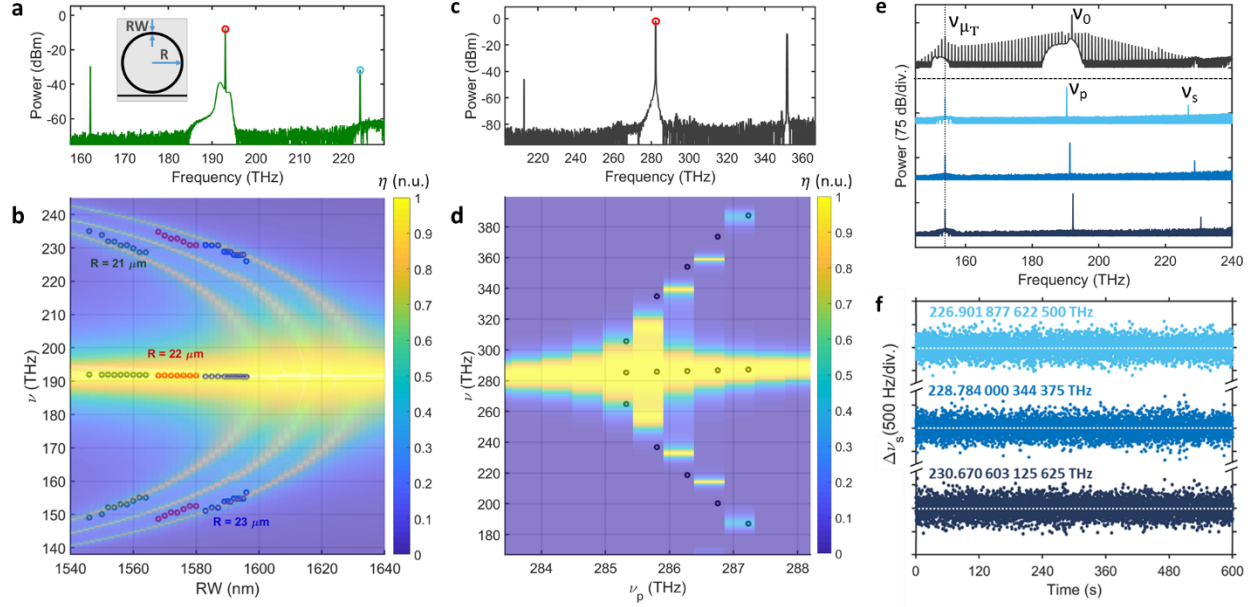 a
Power (dBm)
0
-20
-40
-60
RW
R
160 170 180 190 200 210 220
Frequency (THz)
b
η (n.u.)
ν (THz)
240
230
220
210
200
190
180
170
160
150
140
R = 21 μm
R = 22 μm
R = 23 μm
1540 1560 1580 1600 1620 1640
RW (nm)
1
0.9
0.8
0.7
0.6
0.5
0.4
0.3
0.2
0.1
0
c
Power (dBm)
0
-20
-40
-60
-80
220 240 260 280 300 320 340 360
Frequency (THz)
d
η (n.u.)
ν (THz)
380
360
340
320
300
280
260
240
220
200
180
284 285 286 287 288
νp (THz)
1
0.9
0.8
0.7
0.6
0.5
0.4
0.3
0.2
0.1
0
e
νμT
ν0
νp
νs
Power (75 dB/div.)
160 180 200 220 240
Frequency (THz)
f
Δνs (500 Hz/div.)
226.901 877 622 500 THz
228.784 000 344 375 THz
230.670 603 125 625 THz
0 120 240 360 480 600
Time (s)